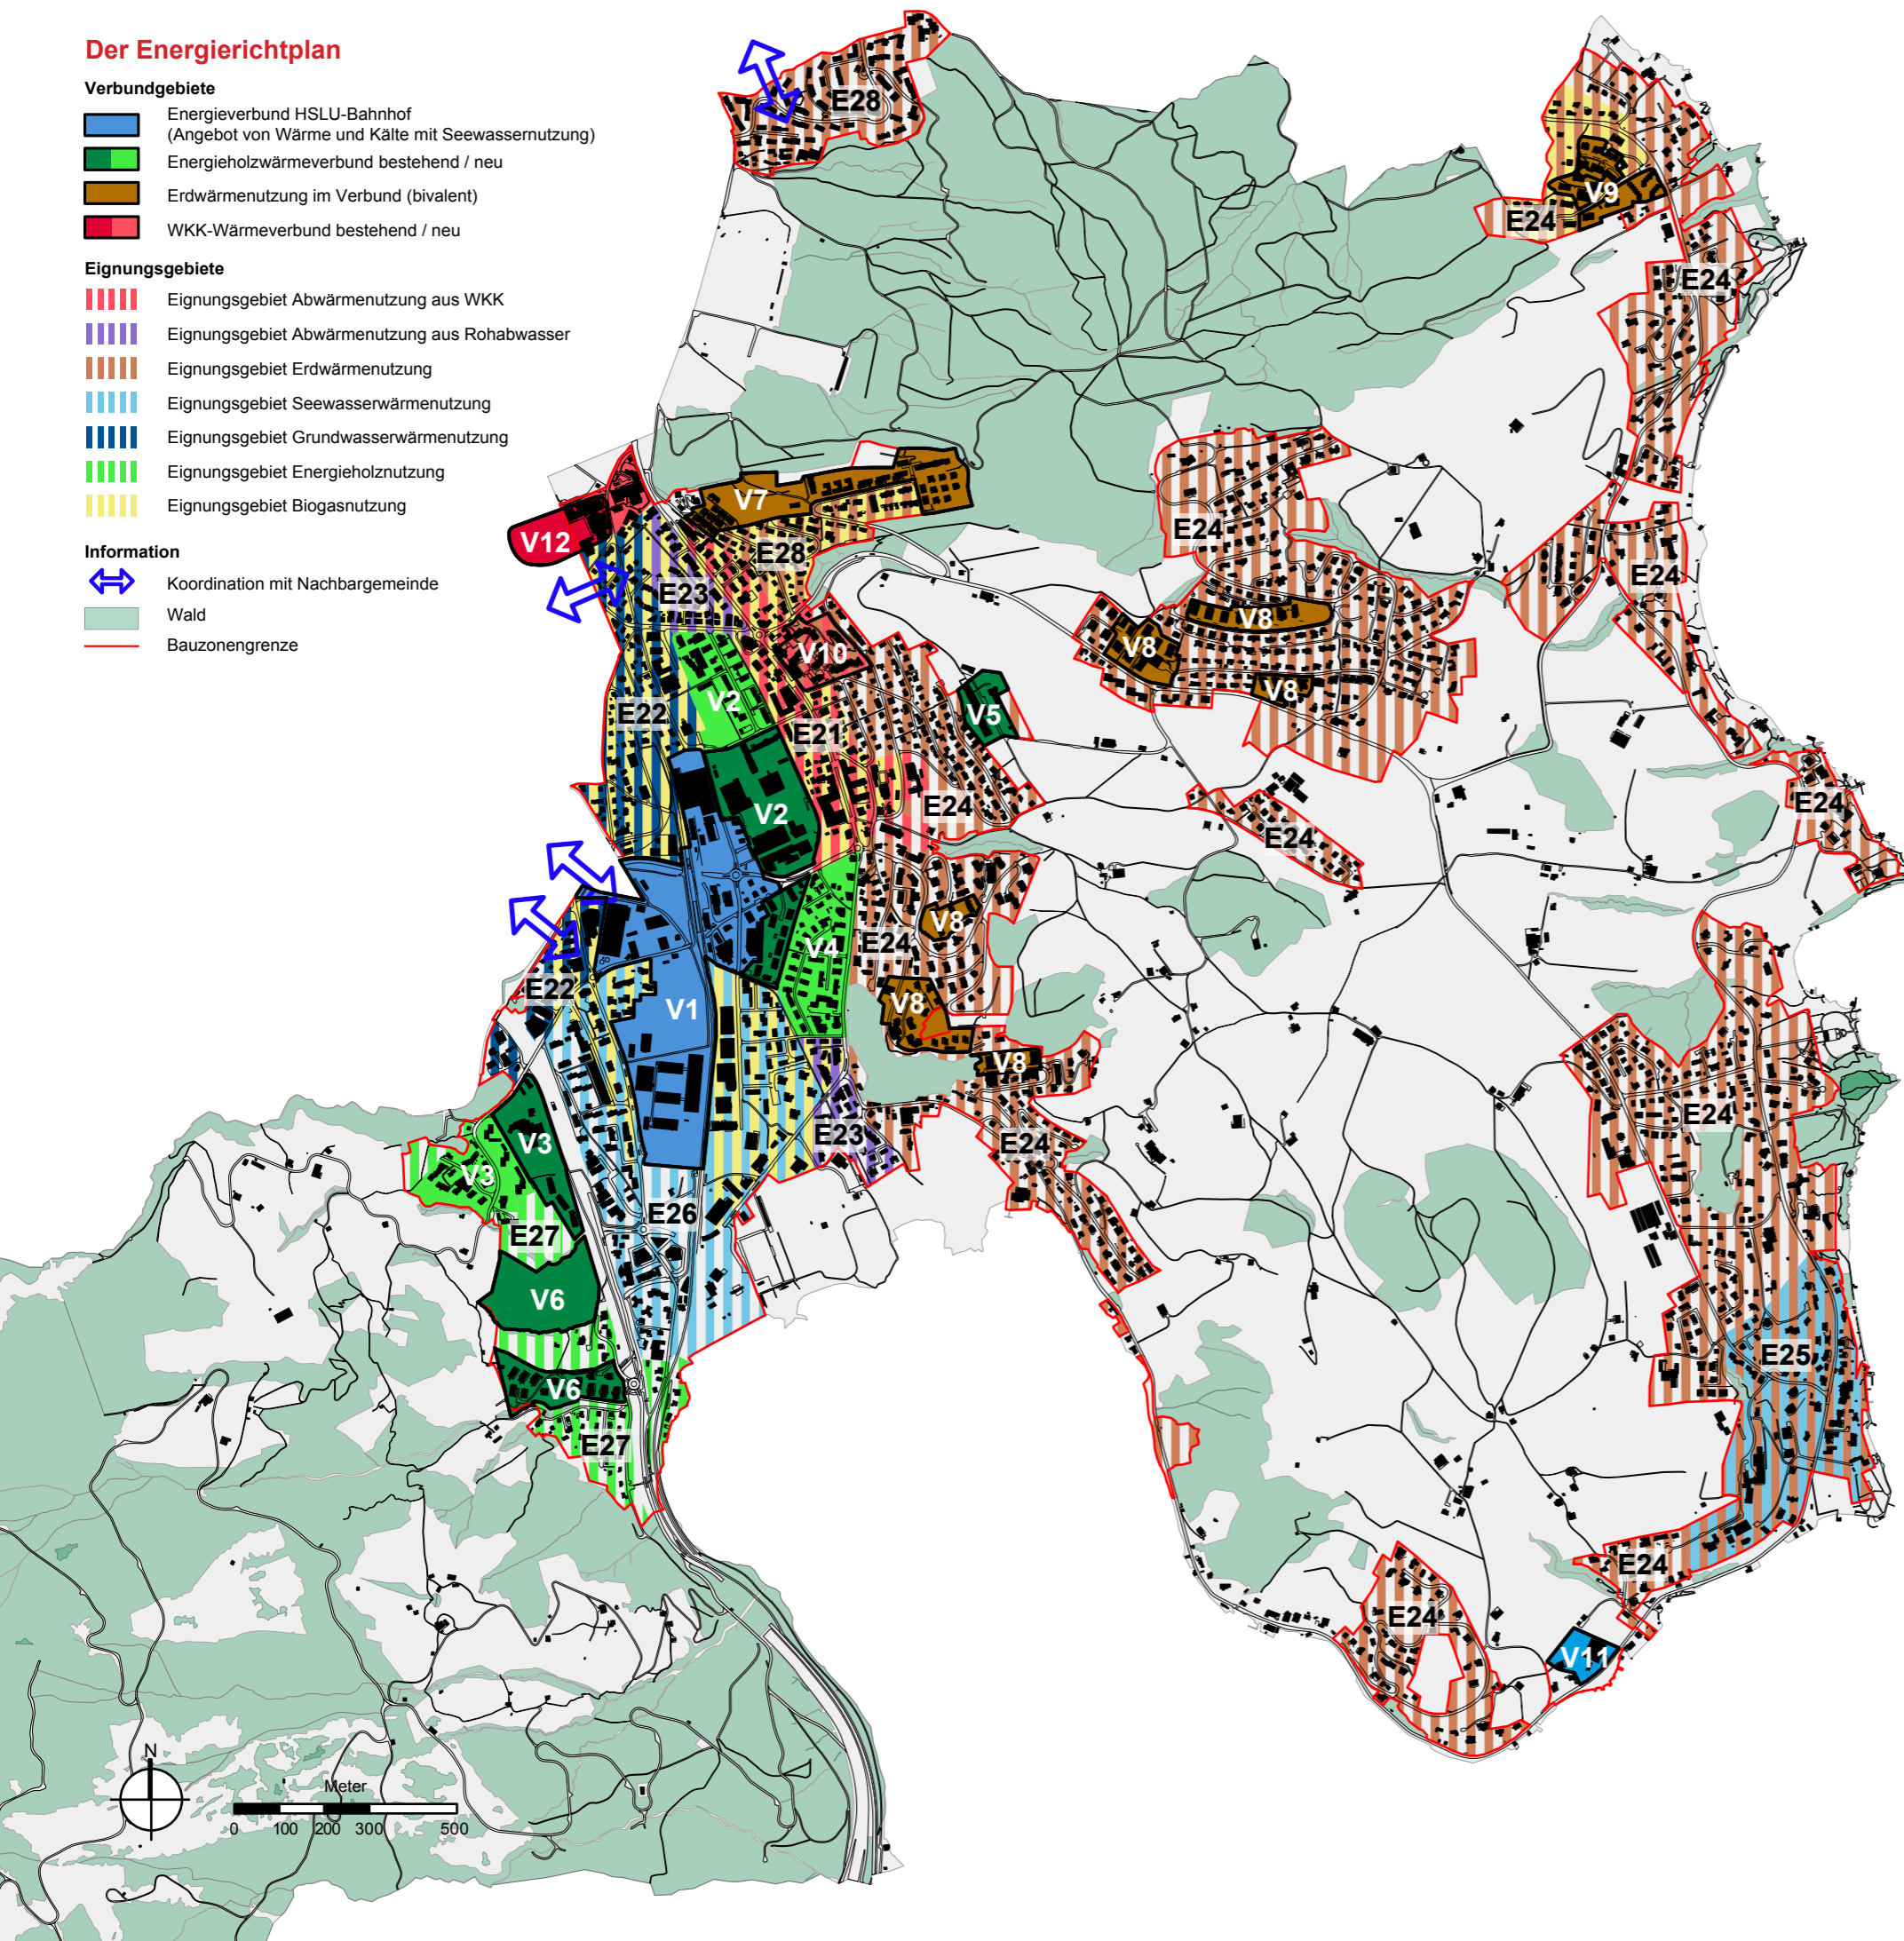 Der Energierichtplan
Verbundgebiete
Energieverbund HSLU-Bahnhof
(Angebot von Wärme und Kälte mit Seewassernutzung)
Energieholzwärmeverbund bestehend / neu
Erdwärmenutzung im Verbund (bivalent)
WKK-Wärmeverbund bestehend / neu
Eignungsgebiete
Eignungsgebiet Abwärmenutzung aus WKK
Eignungsgebiet Abwärmenutzung aus Rohabwasser
Eignungsgebiet Erdwärmenutzung
Eignungsgebiet Seewasserwärmenutzung
Eignungsgebiet Grundwasserwärmenutzung
Eignungsgebiet Energieholznutzung
Eignungsgebiet Biogasnutzung
Information
Koordination mit Nachbargemeinde
Wald
Bauzonengrenze
E28
V9
E24
E24
V7
E24
V12
E28
E24
E23
V8
V10
V8
V8
V2
V5
E22
E21
E24
E24
V2
E24
V8
E24
V4
E22
V1
V8
V8
E24
E23
V3
E24
V3
E26
E27
V6
E25
V6
E27
E24
E24
V11
N
Meter
0 100 200 300 500